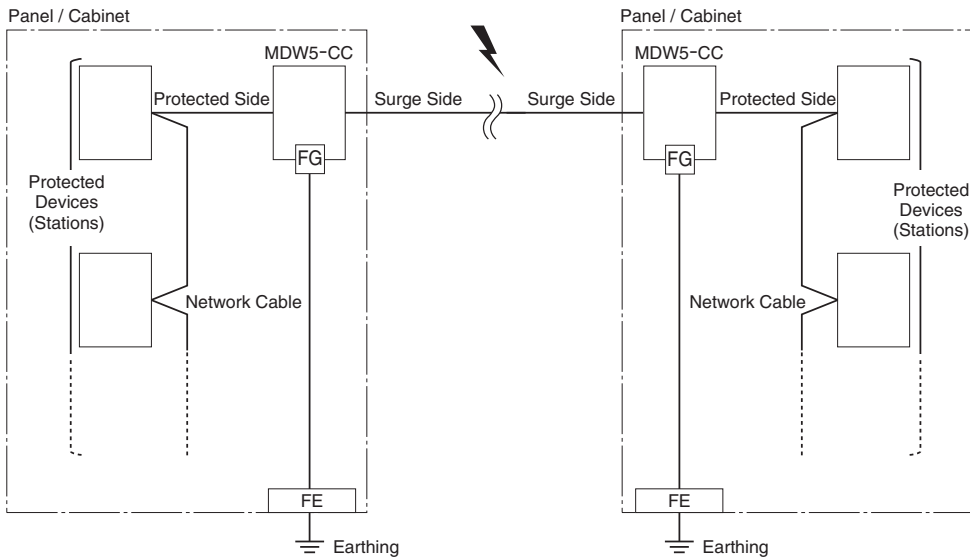 Panel / Cabinet
Panel / Cabinet
MDW5-CC
MDW5-CC
Protected Side
Surge Side
Surge Side
Protected Side
FG
FG
Protected
Devices
(Stations)
Protected
Devices
(Stations)
Network Cable
Network Cable
FE
FE
Earthing
Earthing